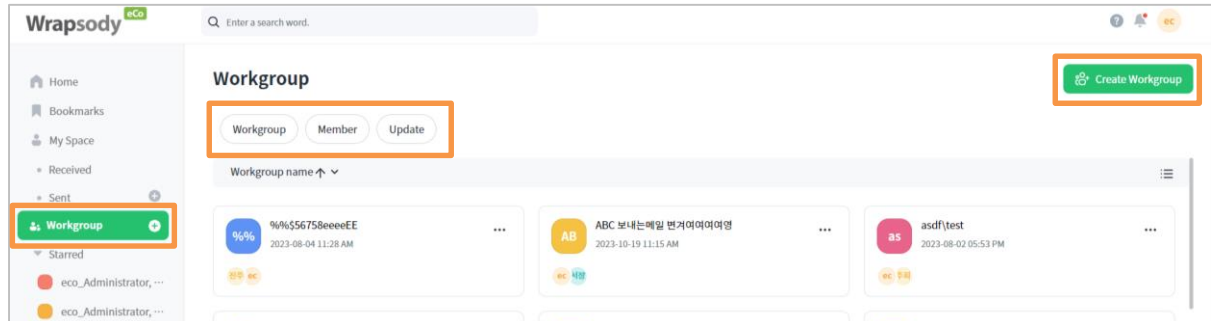 Wrapsody eCo
Enter a search word.
ec
Home
Bookmarks
My Space
Received
Sent
Workgroup
Starred
eco_Administrator, ···
eco_Administrator, ···
Workgroup
Create Workgroup
Workgroup Member Update
Workgroup name
%%
%%$56758eeeeEE
2023-08-04 11:28 AM
ec
AB
ABC 보내는메일 변겨여여여여영
2023-10-19 11:15 AM
ec
as
asdf\test
2023-08-02 05:53 PM
ec